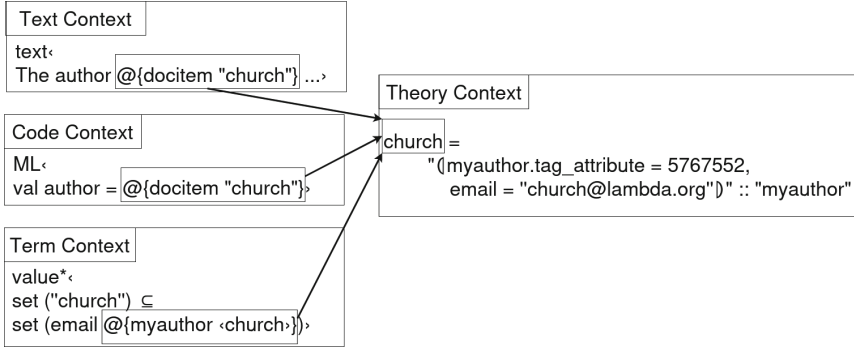 Text Context
text‹
The author @{docitem "church"} ...›
Code Context
ML‹
val author = @{docitem "church"}›
Term Context
value*‹
set ("church") ⊆
set (email @{myauthor ‹church›})›
Theory Context
church =
"⦇myauthor.tag_attribute = 5767552,
email = "church@lambda.org"⦈" :: "myauthor"